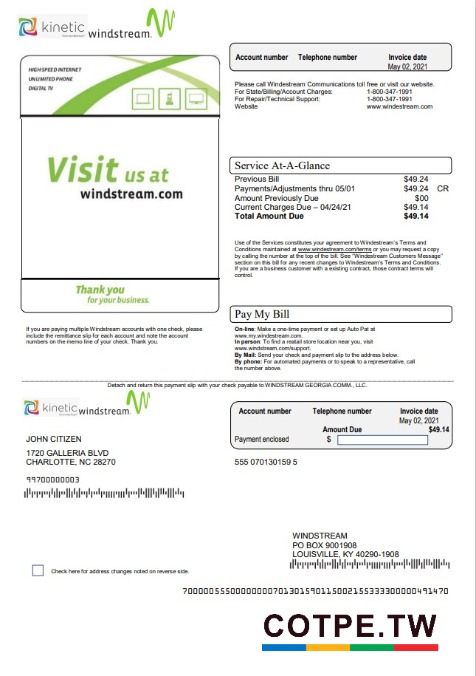 kinetic windstream.
HIGH SPEED INTERNET
UNLIMITED PHONE
DIGITAL TV
Visit us at
windstream.com
Thank you
for your business.
If you are paying multiple Windstream accounts with one check, please
include the remittance slip for each account and note the account
numbers on the memo line of your check. Thank you.
Account number Telephone number Invoice date
May 02, 2021
Please call Windestream Communications toll free or visit our website.
For State/Billing/Account Charges: 1-800-347-1991
For Repair/Technical Support: 1-800-347-1991
Website www.windestream.com
Service At-A-Glance
Previous Bill $49.24
Payments/Adjustments thru 05/01 $49.24 CR
Amount Previously Due $00
Current Charges Due – 04/24/21 $49.14
Total Amount Due $49.14
Use of the Services constitutes your agreement to Windestream's Terms and
Conditions maintained at www.windestream.com/terms or you may request a copy
by calling the number at the top of the bill. See "Windestream Customers Message"
section on this bill for any recent changes to Windestream's Terms and Conditions.
If you are a business customer with a existing contract, those contract terms will
control.
Pay My Bill
On-line: Make a one-time payment or set up Auto Pat at
www.my.windestream.com.
In person: To find a reatail store location near you, visit
www.windestream.com/support.
By Mail: Send your check and payment slip to the address below.
By phone: For automated payments or to speak to a representative, call
the number above.
Detach and return this payment slip with your check payable to WINDSTREAM GEORGIA COMM., LLC.
kinetic windstream.
Account number Telephone number Invoice date
May 02, 2021
Amount Due $49.14
Payment enclosed $
JOHN CITIZEN
1720 GALLERIA BLVD
CHARLOTTE, NC 28270
555 070130159 5
99700000003
WINDSTREAM
PO BOX 9001908
LOUISVILLE, KY 40290-1908
Check here for address changes noted on reverse side.
COTPE.TW